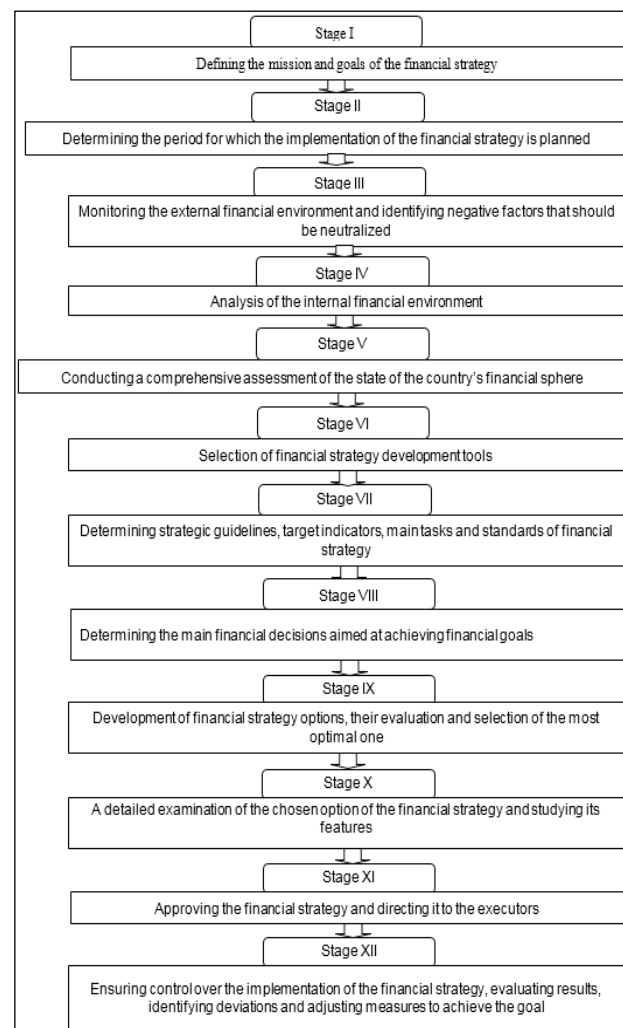 Stage I
Defining the mission and goals of the financial strategy
Stage II
Determining the period for which the implementation of the financial strategy is planned
Stage III
Monitoring the external financial environment and identifying negative factors that should
be neutralized
Stage IV
Analysis of the internal financial environment
Stage V
Conducting a comprehensive assessment of the state of the country's financial sphere
Stage VI
Selection of financial strategy development tools
Stage VII
Determining strategic guidelines, target indicators, main tasks and standards of financial
strategy
Stage VIII
Determining the main financial decisions aimed at achieving financial goals
Stage IX
Development of financial strategy options, their evaluation and selection of the most
optimal one
Stage X
A detailed examination of the chosen option of the financial strategy and studying its
features
Stage XI
Approving the financial strategy and directing it to the executors
Stage XII
Ensuring control over the implementation of the financial strategy, evaluating results,
identifying deviations and adjusting measures to achieve the goal